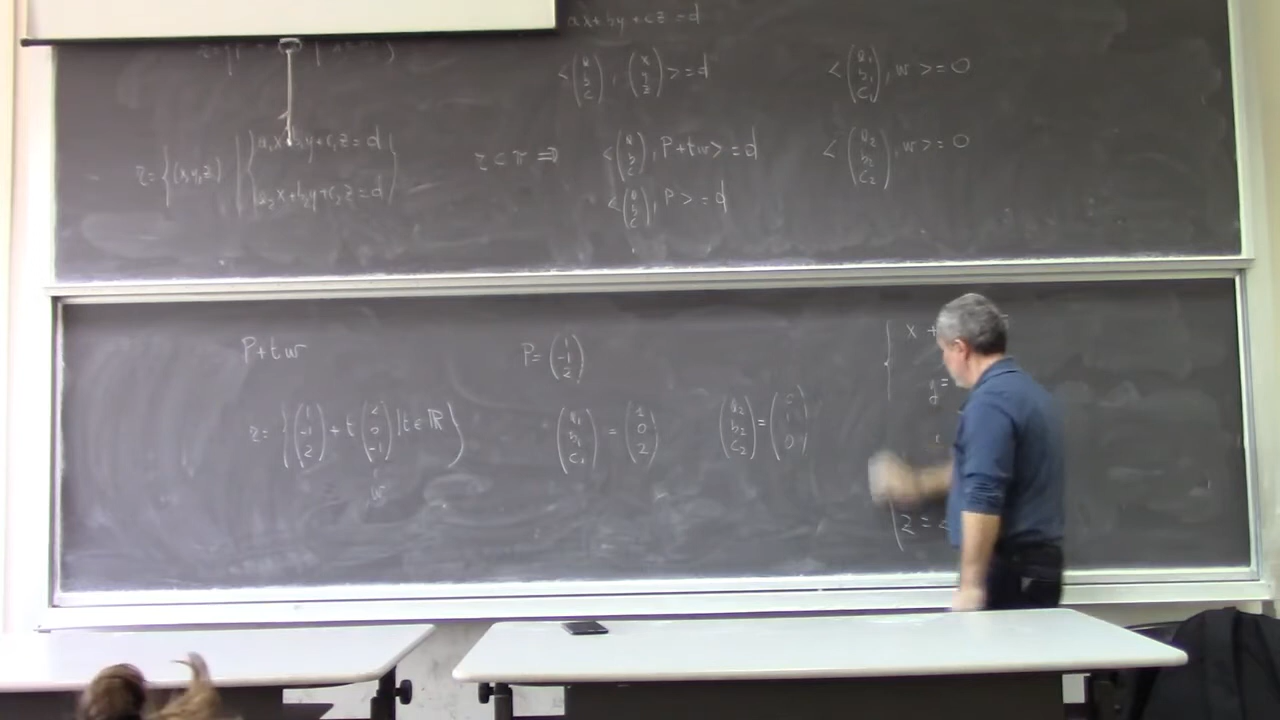 ax+by+cz=d
<(a b c), (x y z)>=d
<(a₁ b₁ c₁), w>=0
r={(x,y,z) | {a₁x+b₁y+c₁z=d
a₂x+b₂y+c₂z=d}
r⊂π ⇒
<(a b c), P+tw>=d
<(a b c), P>=d
<(a₂ b₂ c₂), w>=0
P+tw
P=(1 -1 2)
r={(1 -1 2)+t(2 0 -1) | t∈ℝ}
w
(a₁ b₁ c₁)=(1 0 2)
(a₂ b₂ c₂)=(0 1 0)
x +
y=
z=